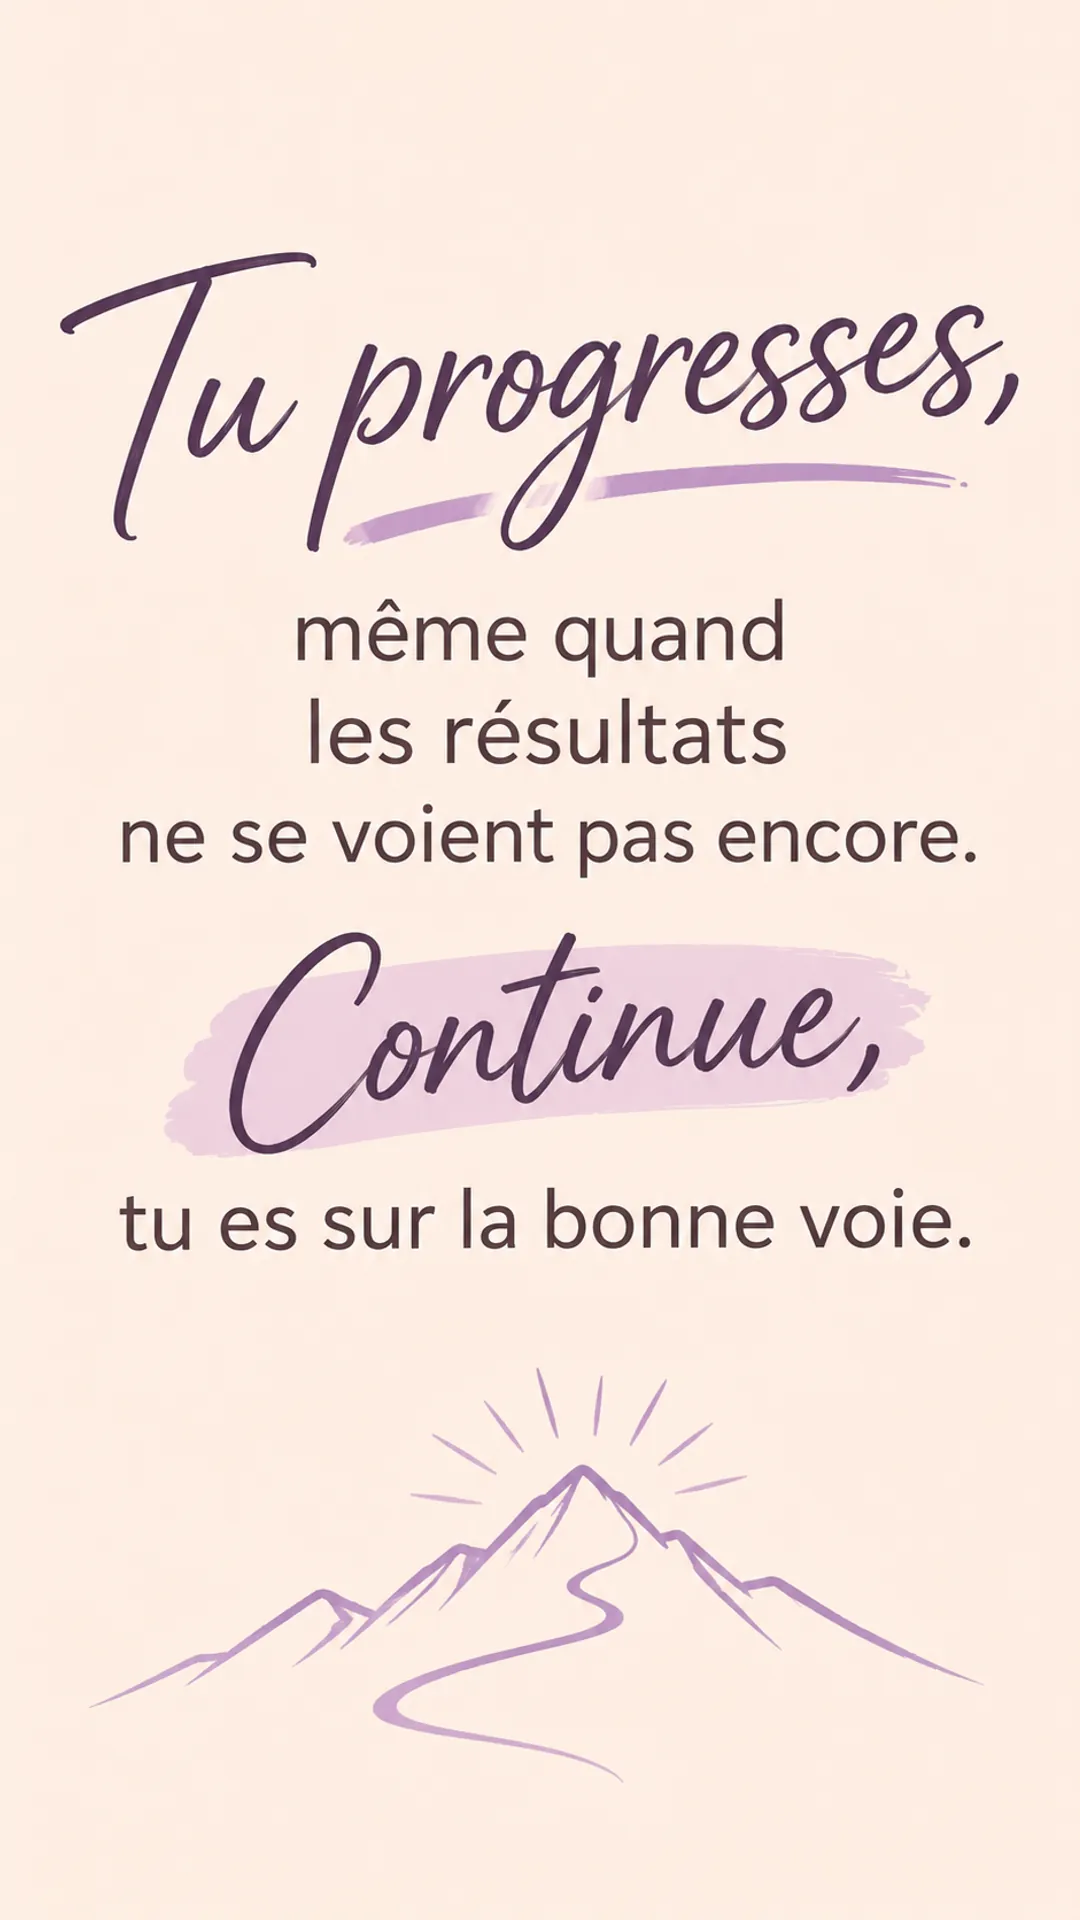 Tu progresses,
même quand
les résultats
ne se voient pas encore.
Continue,
tu es sur la bonne voie.